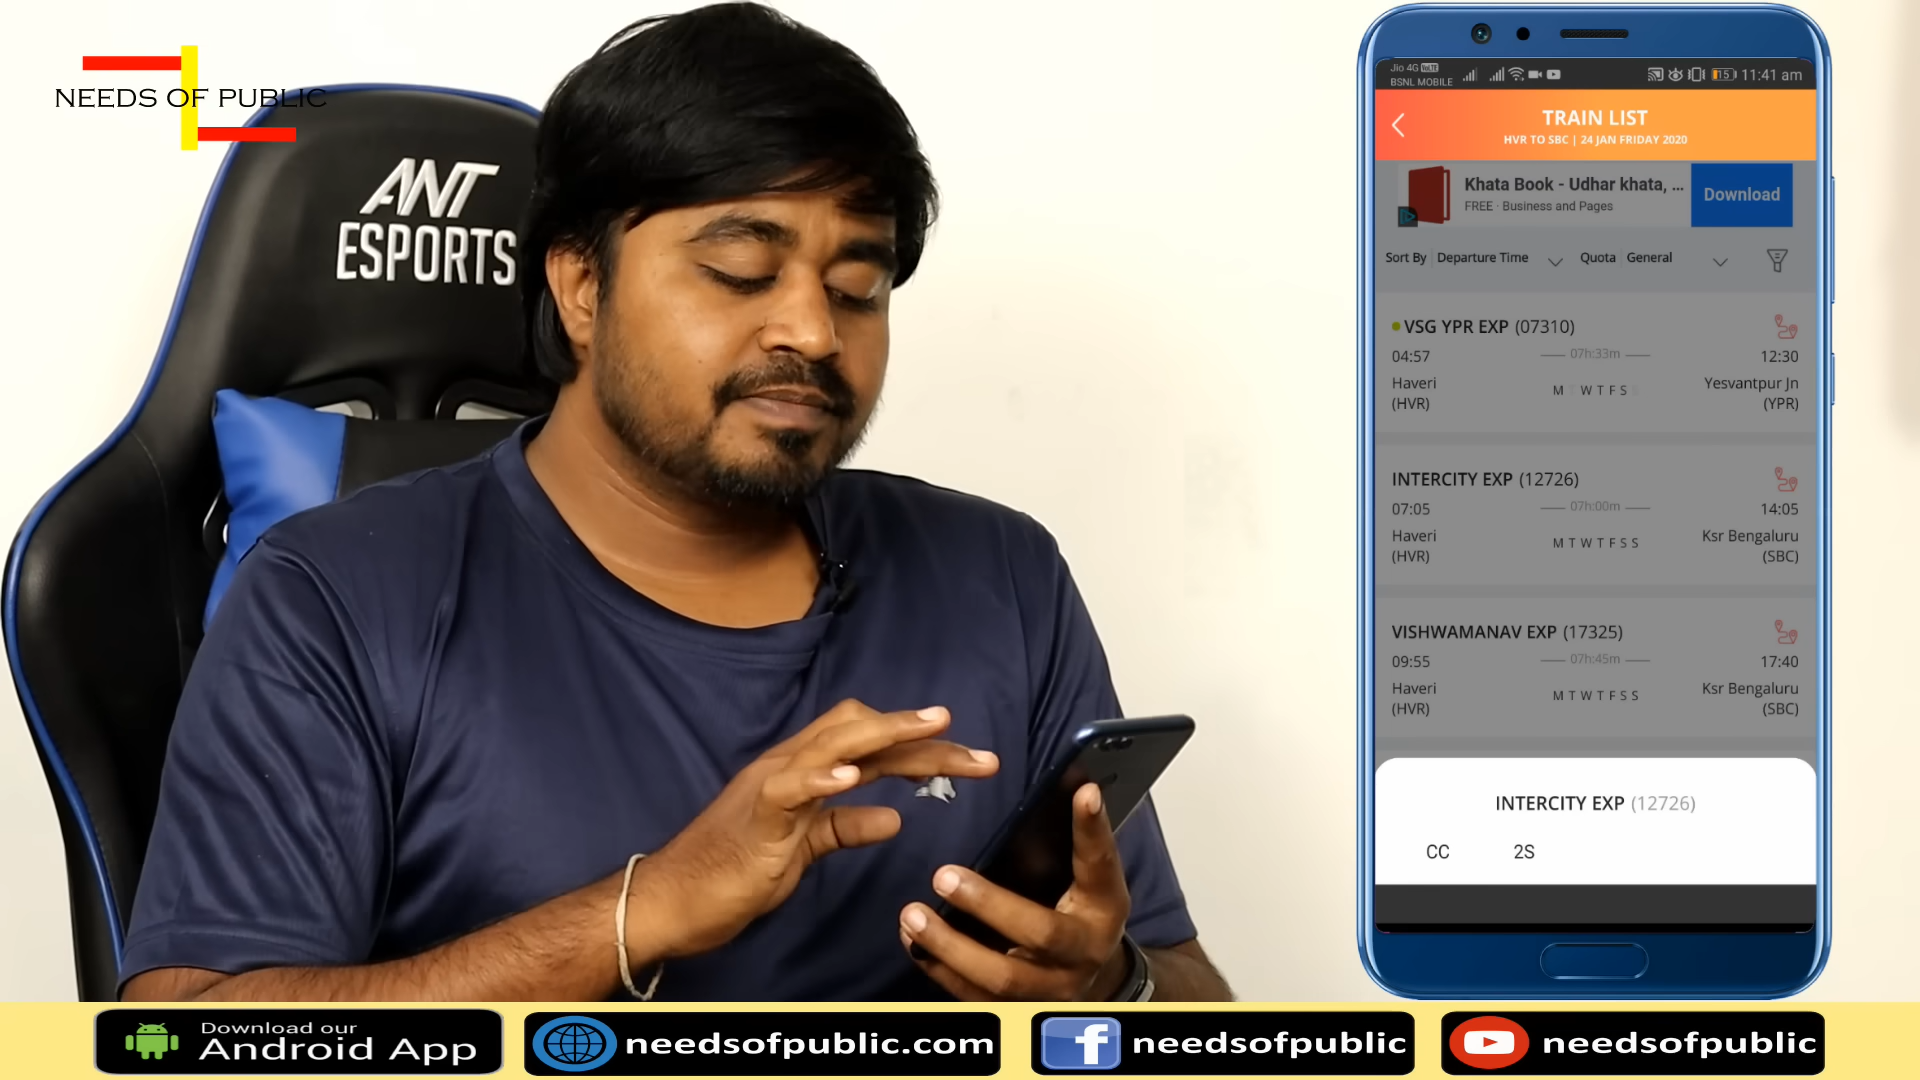 NEEDS OF PUBLIC
ANT
ESPORTS
Jio 4G VoLTE
BSNL MOBILE
15
11:41 am
TRAIN LIST
HVR TO SBC | 24 JAN FRIDAY 2020
Khata Book - Udhar khata, ...
FREE · Business and Pages
Download
Sort By Departure Time Quota General
VSG YPR EXP (07310)
04:57 07h:33m 12:30
Haveri
(HVR)
M W T F S
Yesvantpur Jn
(YPR)
INTERCITY EXP (12726)
07:05 07h:00m 14:05
Haveri
(HVR)
M T W T F S S
Ksr Bengaluru
(SBC)
VISHWAMANAV EXP (17325)
09:55 07h:45m 17:40
Haveri
(HVR)
M T W T F S S
Ksr Bengaluru
(SBC)
INTERCITY EXP (12726)
CC 2S
Download our
Android App
needsofpublic.com
needsofpublic
needsofpublic